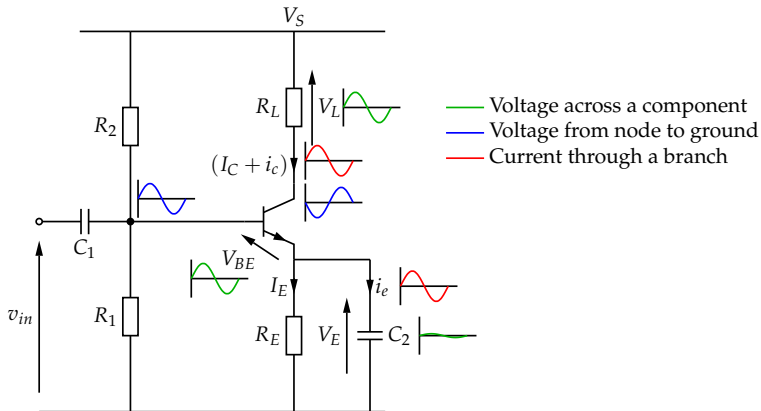 V_S
R_2
R_L
V_L
Voltage across a component
Voltage from node to ground
Current through a branch
(I_C + i_c)
C_1
V_BE
I_E
i_e
v_in
R_1
R_E
V_E
C_2